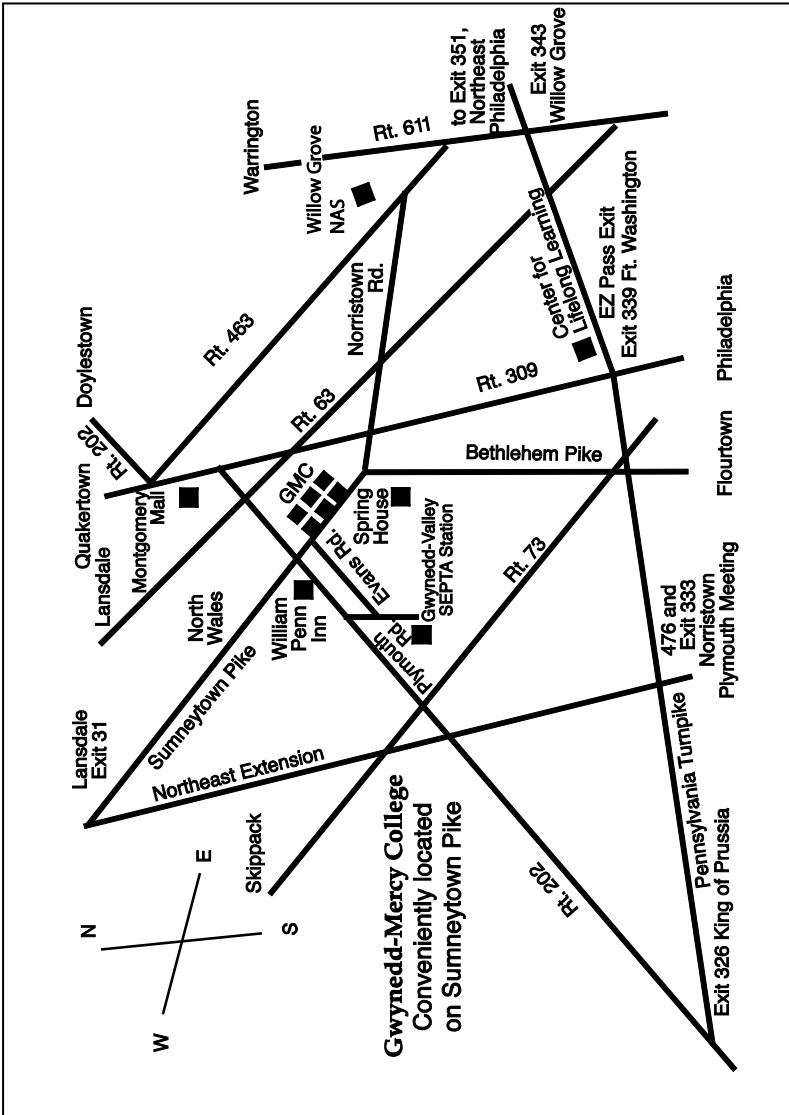 N
E
S
W
Gwynedd-Mercy College
Conveniently located
on Sumneytown Pike
Lansdale
Exit 31
Sumneytown Pike
Northeast Extension
Skippack
Rt. 202
Exit 326 King of Prussia
Pennsylvania Turnpike
476 and
Exit 333
Norristown
Plymouth Meeting
Quakertown
Lansdale
Montgomery
Mall
North
Wales
William
Penn
Inn
GMC
Evans Rd.
Spring
House
Gwynedd-Valley
SEPTA Station
Plymouth
Rd.
Rt. 73
Bethlehem Pike
Flourtown
Philadelphia
Rt. 202
Doylestown
Rt. 463
Rt. 63
Norristown
Rd.
Rt. 309
Center for
Lifelong Learning
EZ Pass Exit
Exit 339 Ft. Washington
Warrington
Willow Grove
NAS
Rt. 611
to Exit 351,
Northeast
Philadelphia
Exit 343
Willow Grove